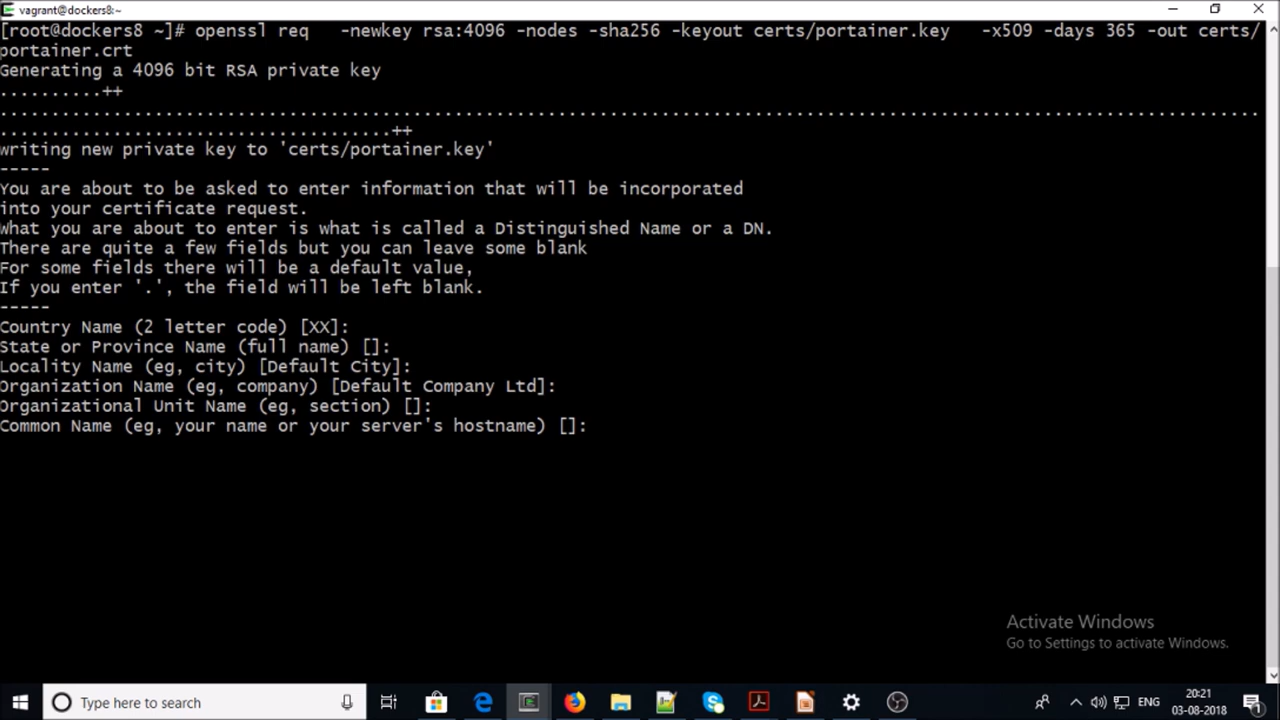 vagrant@dockers8:~
[root@dockers8 ~]# openssl req   -newkey rsa:4096 -nodes -sha256 -keyout certs/portainer.key   -x509 -days 365 -out certs/
portainer.crt
Generating a 4096 bit RSA private key
..........++
..........................................................................................................................
......................................++
writing new private key to 'certs/portainer.key'
-----
You are about to be asked to enter information that will be incorporated
into your certificate request.
What you are about to enter is what is called a Distinguished Name or a DN.
There are quite a few fields but you can leave some blank
For some fields there will be a default value,
If you enter '.', the field will be left blank.
-----
Country Name (2 letter code) [XX]:
State or Province Name (full name) []:
Locality Name (eg, city) [Default City]:
Organization Name (eg, company) [Default Company Ltd]:
Organizational Unit Name (eg, section) []:
Common Name (eg, your name or your server's hostname) []:
Activate Windows
Go to Settings to activate Windows.
Type here to search
ENG
20:21
03-08-2018
1